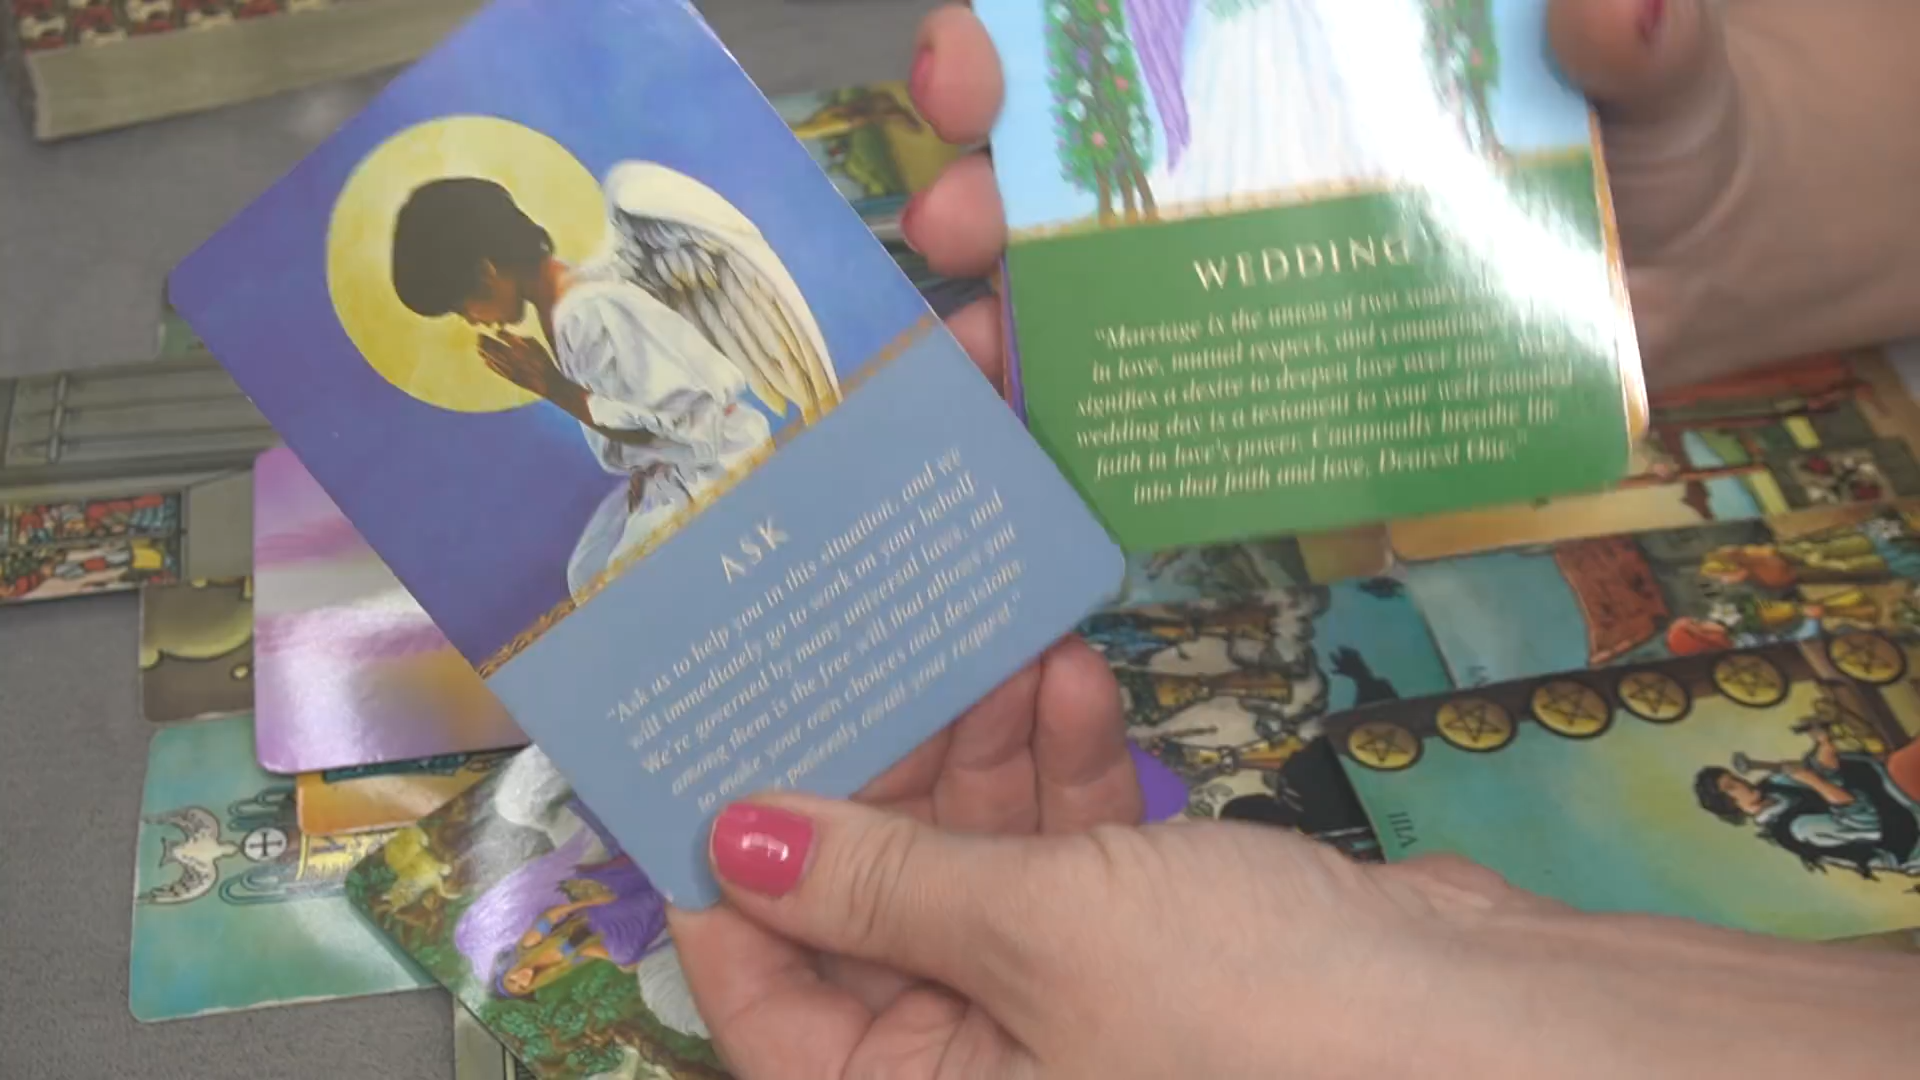 ASK
"Ask us to help you in this situation, and we
will immediately go to work on your behalf.
We're governed by many universal laws, and
among them is the free will that allows you
to make your own choices and decisions.
patiently await your request."
WEDDING
"Marriage is the union of two
in love, mutual respect, and
signifies a desire to deepen love over time.
wedding day is a testament to your well-founded
faith in love's power. Continually breathe life
into that faith and love, Dearest One."
VIII